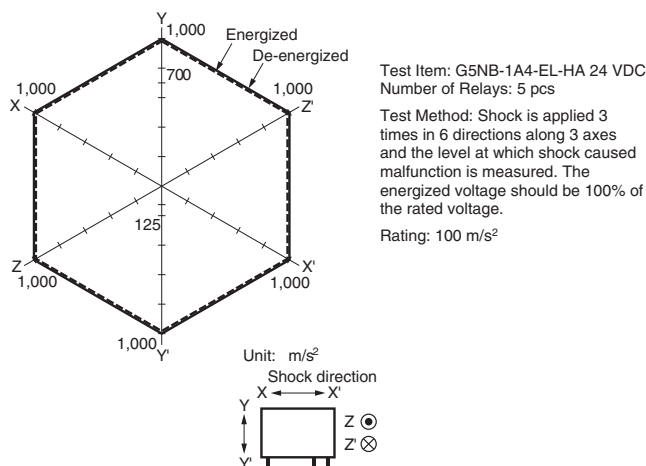 Y
1,000
Energized
De-energized
700
1,000
1,000
X
Z'
125
Z
X'
1,000
1,000
1,000
Y'
Test Item: G5NB-1A4-EL-HA 24 VDC
Number of Relays: 5 pcs
Test Method: Shock is applied 3
times in 6 directions along 3 axes
and the level at which shock caused
malfunction is measured. The
energized voltage should be 100% of
the rated voltage.
Rating: 100 m/s²
Unit: m/s²
Shock direction
X X'
Y
Z
Z'
Y'